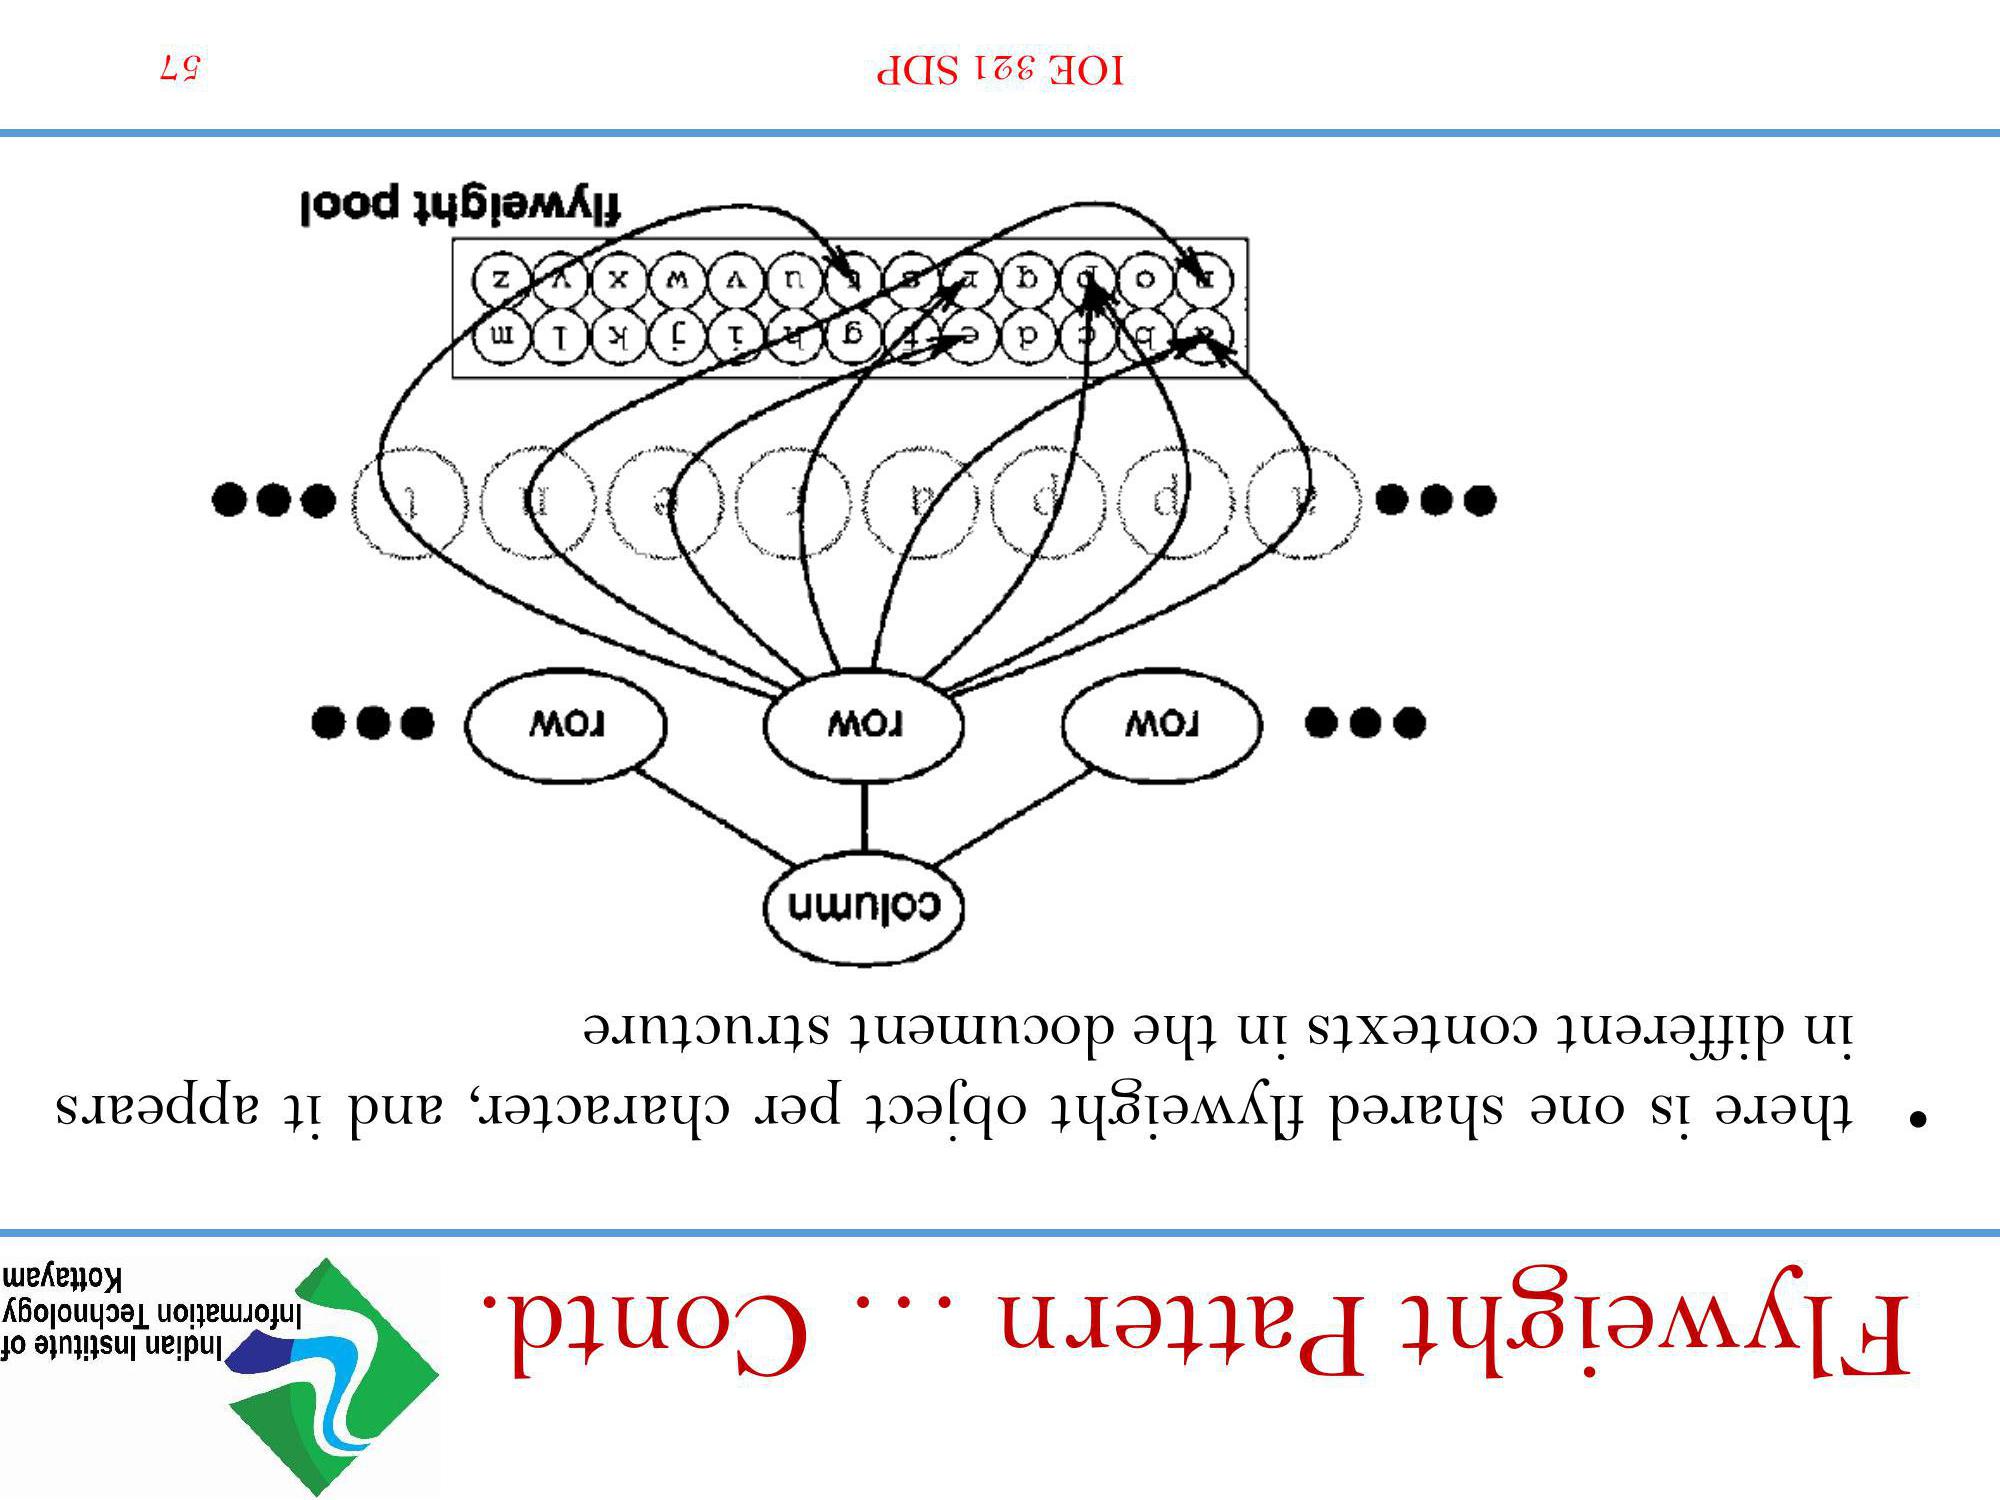 Flyweight Pattern … Contd.
Indian Institute of
Information Technology
Kottayam
• there is one shared flyweight object per character, and it appears
in different contexts in the document structure
column
row row row
a p p a r e n t
a b c d e f g h i j k l m
n o p q r s t u v w x y z
flyweight pool
IOE 321 SDP
57